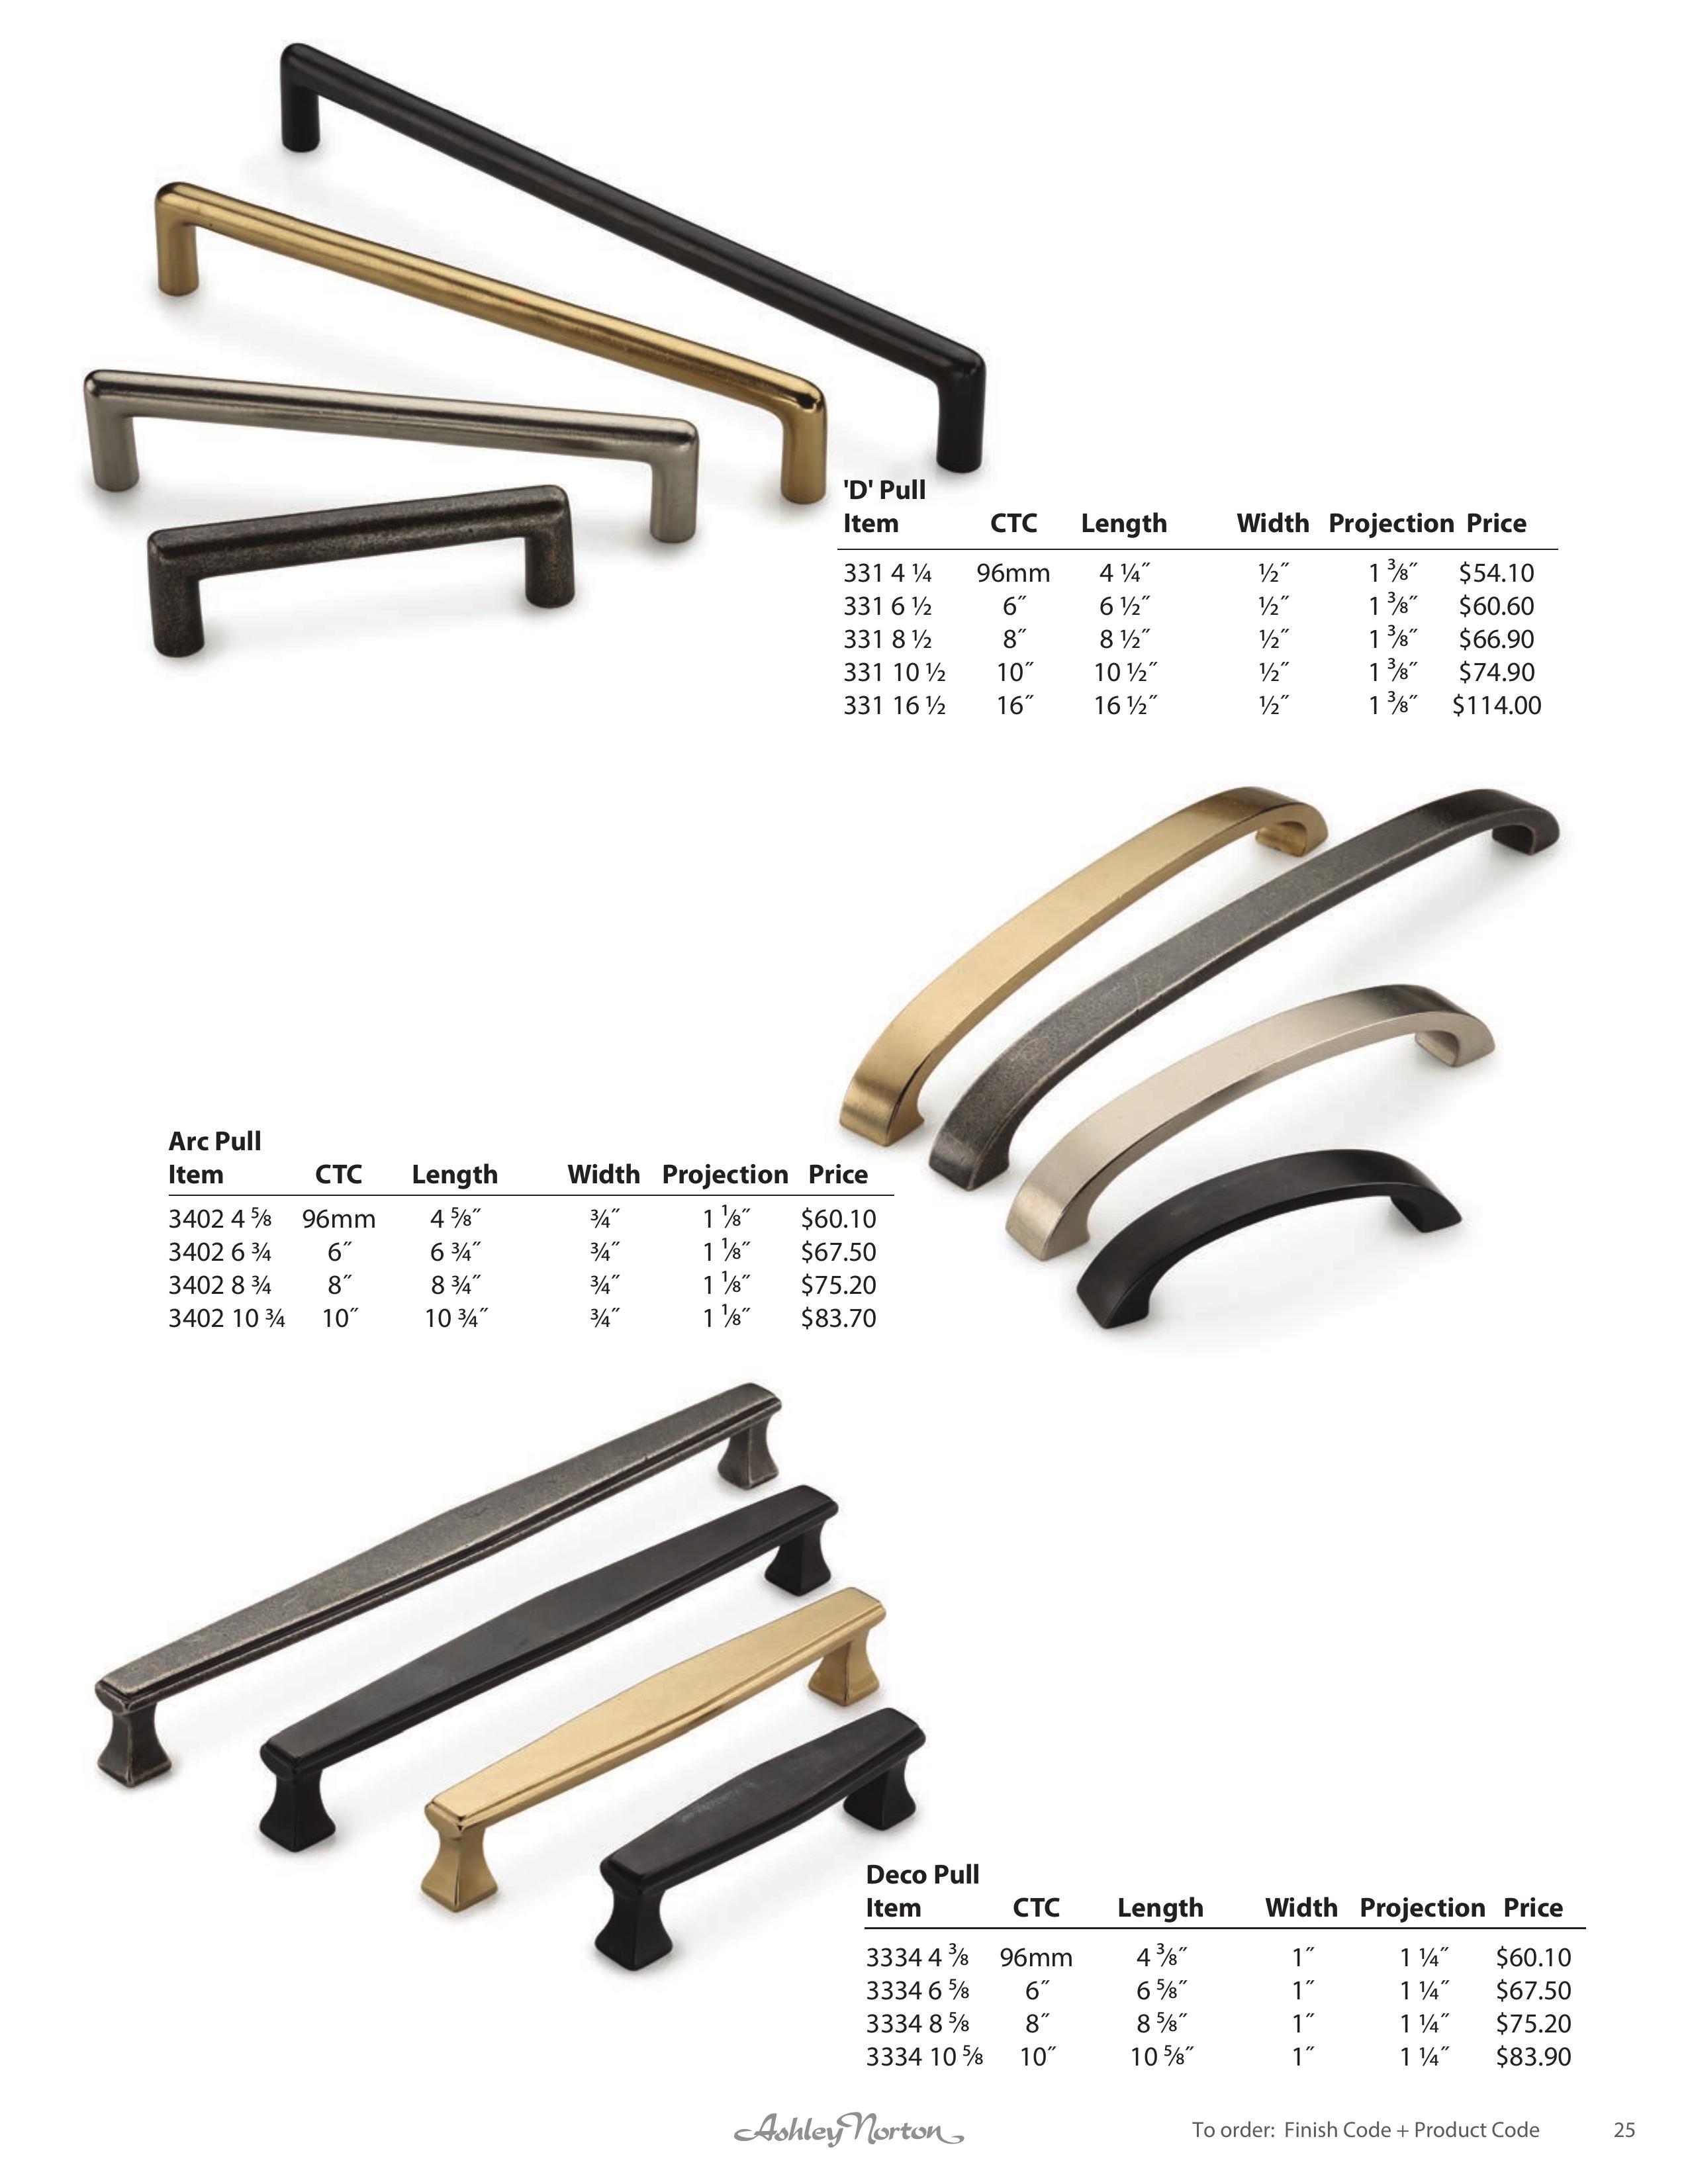 'D' Pull
Item CTC Length Width Projection Price
331 4 ¼ 96mm 4 ¼″ ½″ 1 ⅜″ $54.10
331 6 ½ 6″ 6 ½″ ½″ 1 ⅜″ $60.60
331 8 ½ 8″ 8 ½″ ½″ 1 ⅜″ $66.90
331 10 ½ 10″ 10 ½″ ½″ 1 ⅜″ $74.90
331 16 ½ 16″ 16 ½″ ½″ 1 ⅜″ $114.00
Arc Pull
Item CTC Length Width Projection Price
3402 4 ⅝ 96mm 4 ⅝″ ¾″ 1 ⅛″ $60.10
3402 6 ¾ 6″ 6 ¾″ ¾″ 1 ⅛″ $67.50
3402 8 ¾ 8″ 8 ¾″ ¾″ 1 ⅛″ $75.20
3402 10 ¾ 10″ 10 ¾″ ¾″ 1 ⅛″ $83.70
Deco Pull
Item CTC Length Width Projection Price
3334 4 ⅜ 96mm 4 ⅜″ 1″ 1 ¼″ $60.10
3334 6 ⅝ 6″ 6 ⅝″ 1″ 1 ¼″ $67.50
3334 8 ⅝ 8″ 8 ⅝″ 1″ 1 ¼″ $75.20
3334 10 ⅝ 10″ 10 ⅝″ 1″ 1 ¼″ $83.90
Ashley Norton To order: Finish Code + Product Code 25